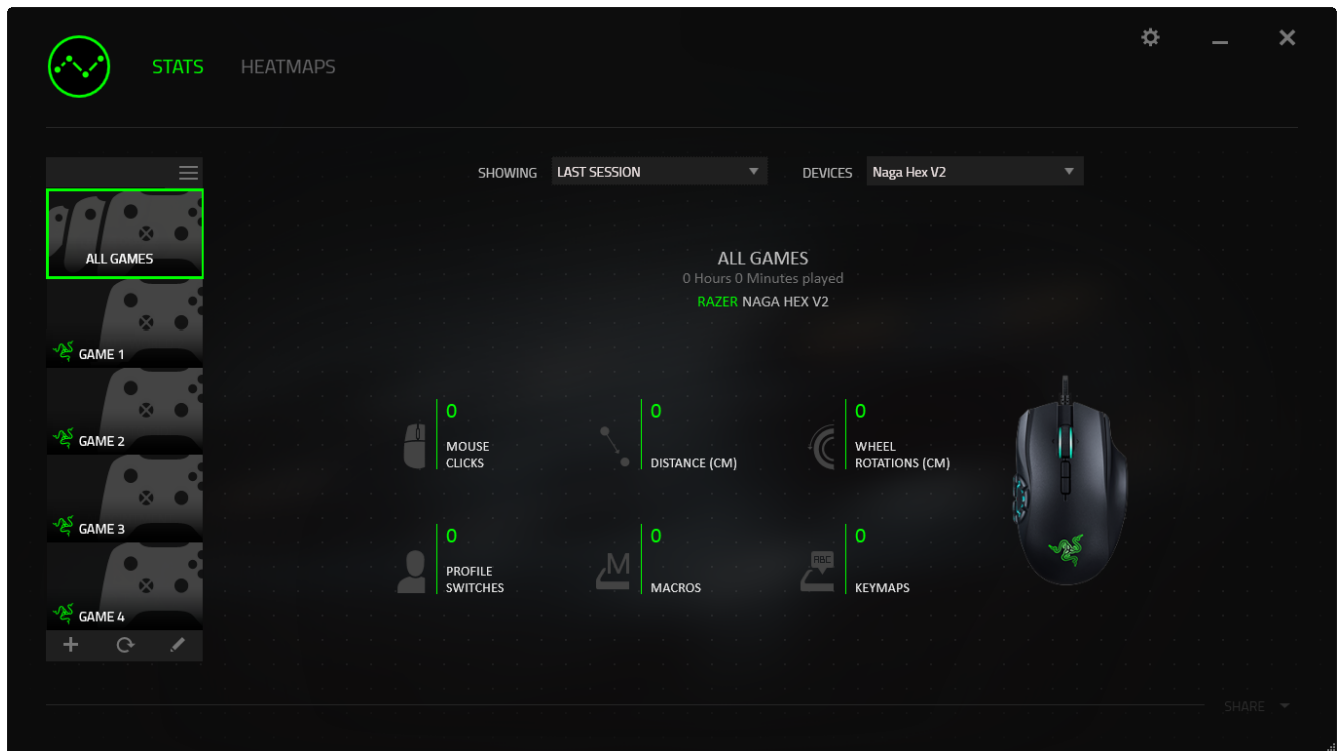 STATS HEATMAPS
SHOWING LAST SESSION DEVICES Naga Hex V2
ALL GAMES
GAME 1
GAME 2
GAME 3
GAME 4
ALL GAMES
0 Hours 0 Minutes played
RAZER NAGA HEX V2
0
MOUSE
CLICKS
0
DISTANCE (CM)
0
WHEEL
ROTATIONS (CM)
0
PROFILE
SWITCHES
M
0
MACROS
ABC
0
KEYMAPS
SHARE